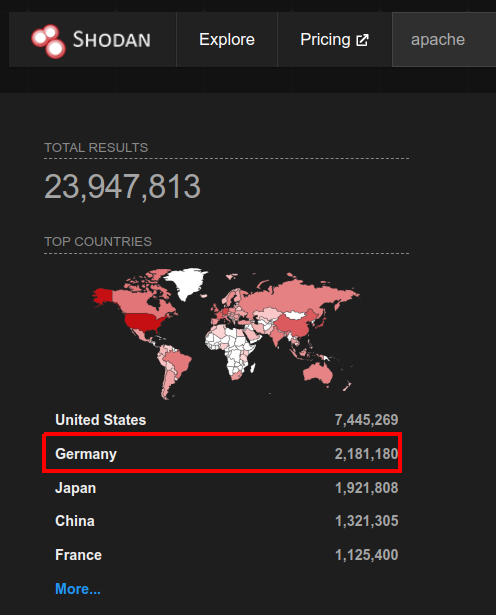 SHODAN Explore Pricing apache
TOTAL RESULTS
23,947,813
TOP COUNTRIES
United States 7,445,269
Germany 2,181,180
Japan 1,921,808
China 1,321,305
France 1,125,400
More...